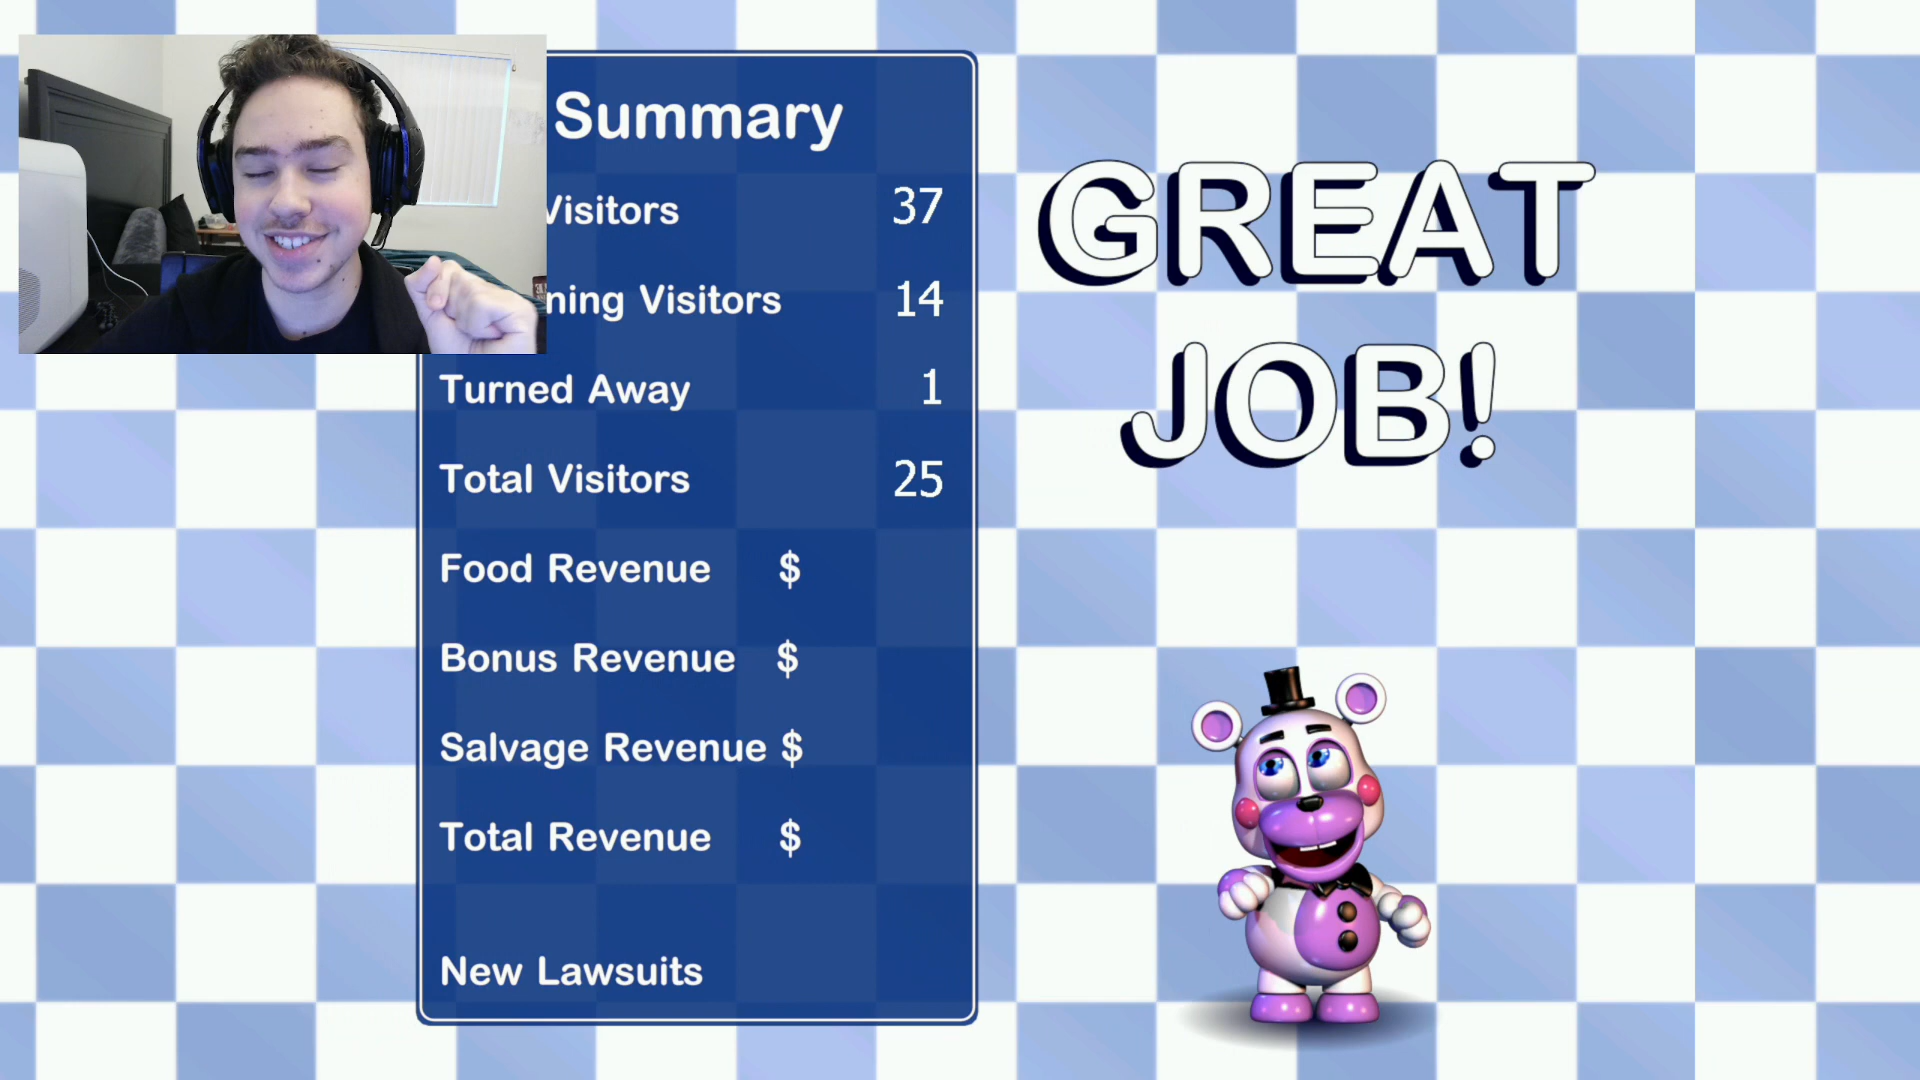 Summary
Visitors 37
ning Visitors 14
Turned Away 1
Total Visitors 25
Food Revenue $
Bonus Revenue $
Salvage Revenue $
Total Revenue $
New Lawsuits
GREAT
JOB!